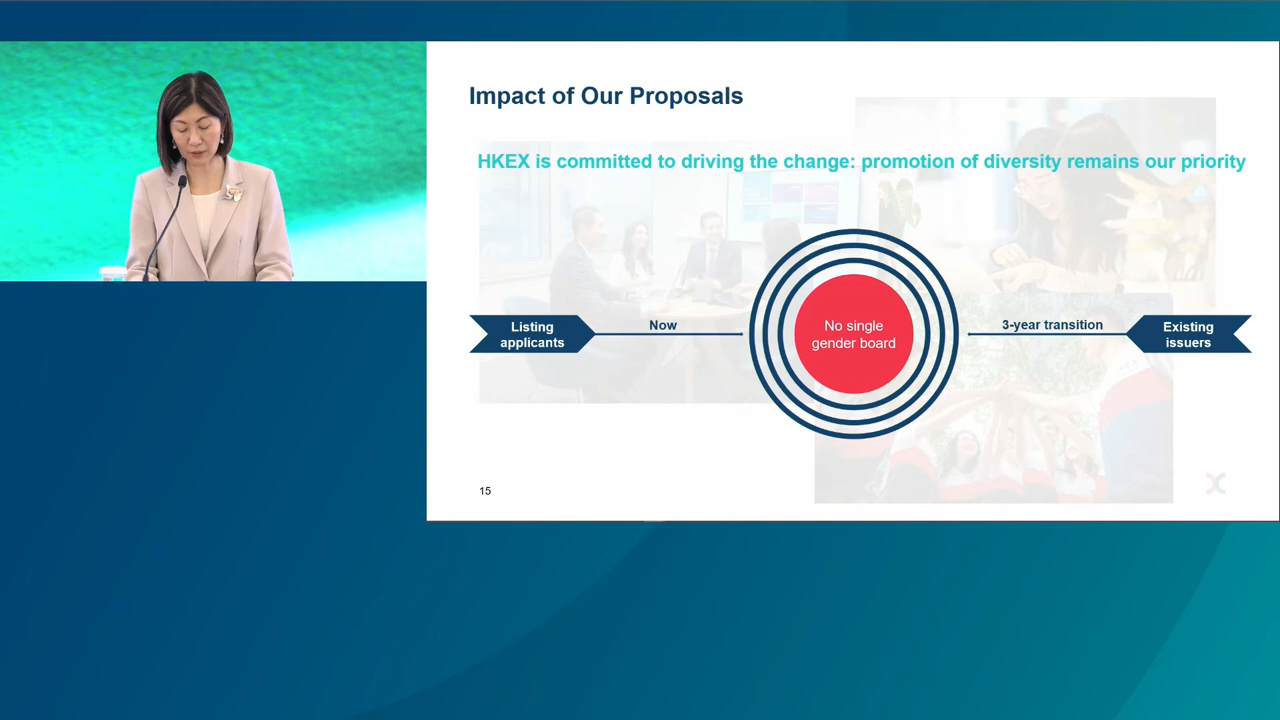 Impact of Our Proposals
HKEX is committed to driving the change: promotion of diversity remains our priority
Listing
applicants
Now
No single
gender board
3-year transition
Existing
issuers
15